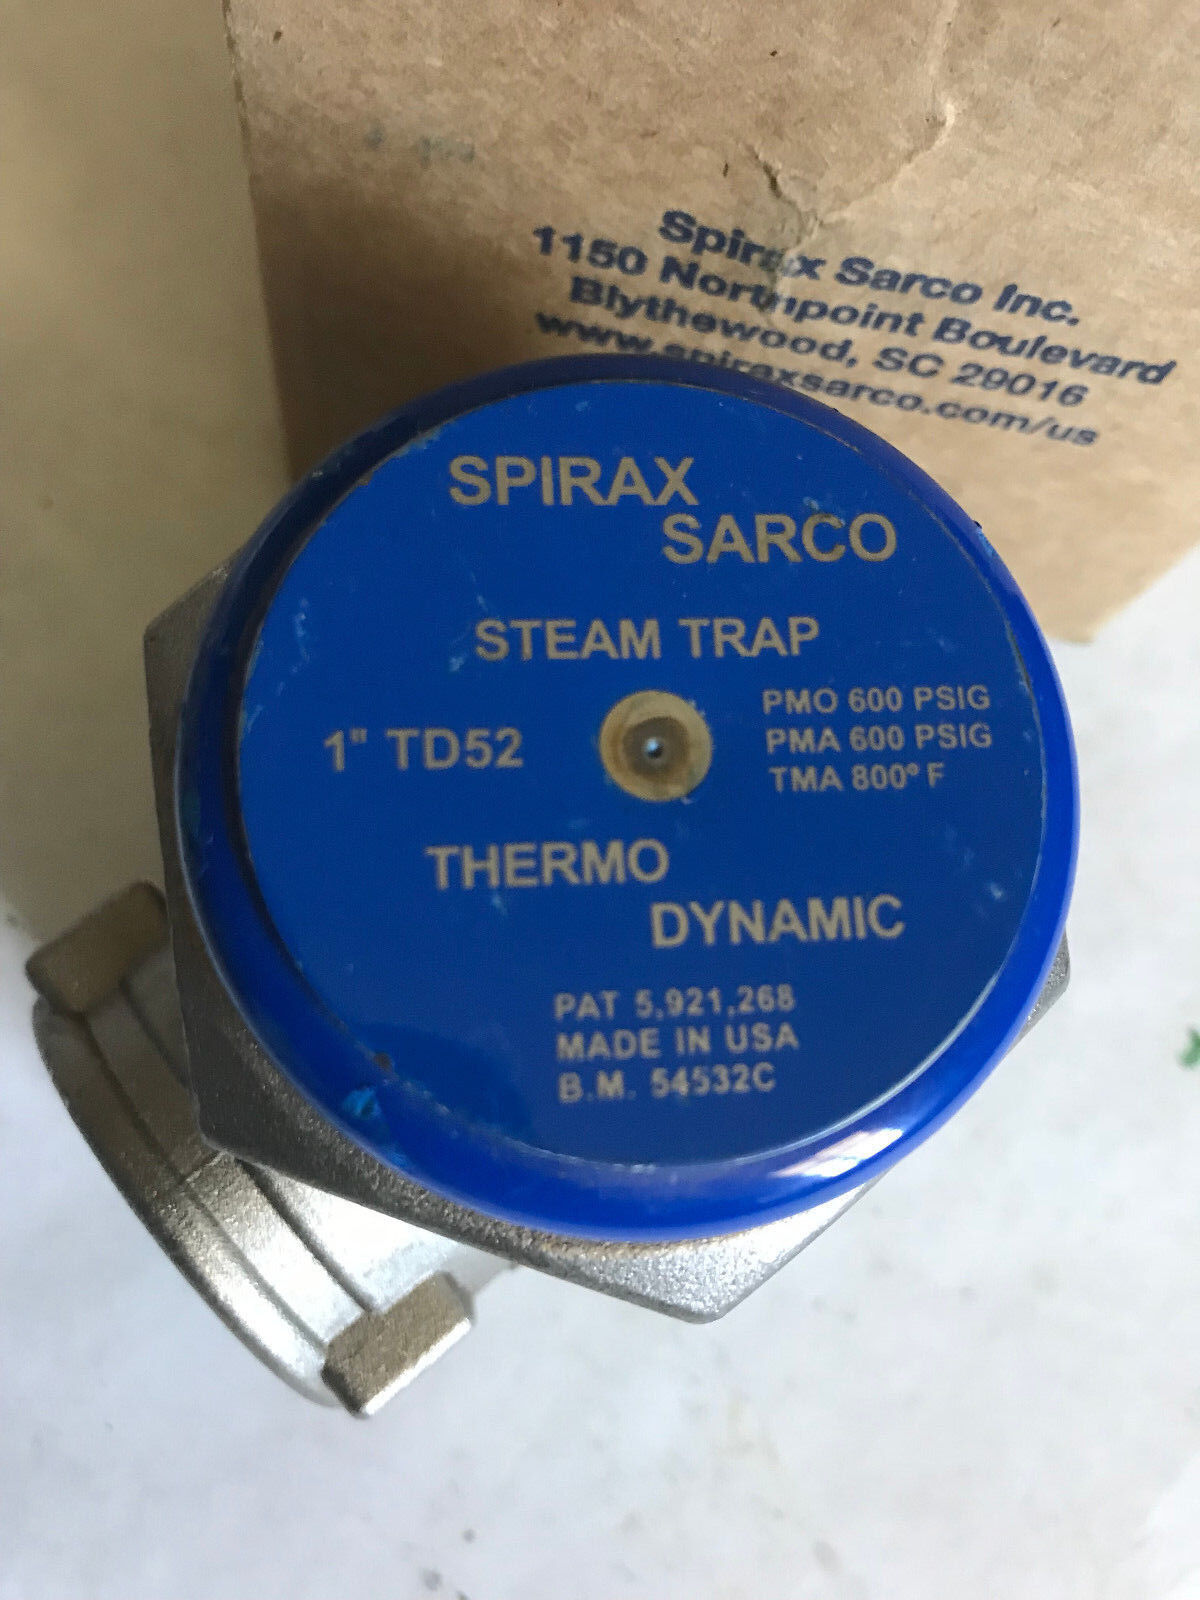 Spirax Sarco Inc.
1150 Northpoint Boulevard
Blythewood, SC 29016
www.spiraxsarco.com/us
SPIRAX
SARCO
STEAM TRAP
1" TD52
PMO 600 PSIG
PMA 600 PSIG
TMA 800° F
THERMO
DYNAMIC
PAT 5,921,268
MADE IN USA
B.M. 54532C